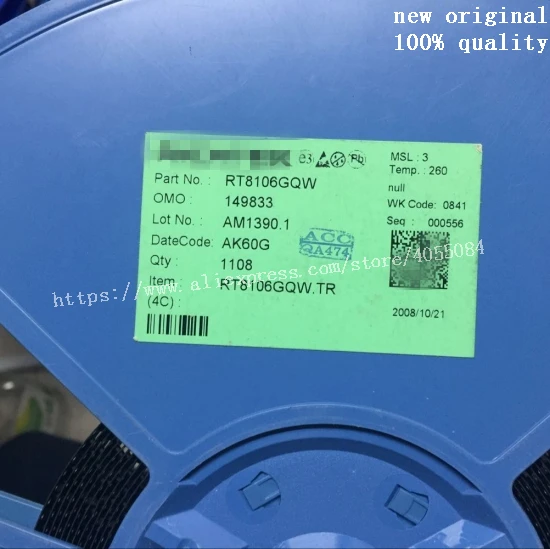 new original
100% quality
e3 Pb
MSL : 3
Temp. : 260
Part No. : RT8106GQW
null
OMO : 149833
WK Code: 0841
Lot No. : AM1390.1
Seq : 000556
DateCode: AK60G
ACC
QA474
Qty : 1108
Item : RT8106GQW.TR
(4C) :
2008/10/21
https://www.aliexpress.com/store/4055084